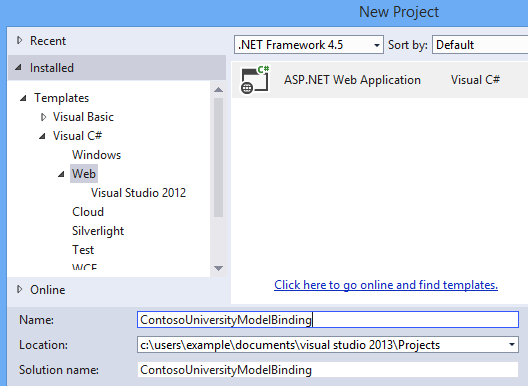 New Project
Recent
.NET Framework 4.5 Sort by: Default
Installed
ASP.NET Web Application Visual C#
Templates
Visual Basic
Visual C#
Windows
Web
Visual Studio 2012
Cloud
Silverlight
Test
WCF
Click here to go online and find templates.
Online
Name: ContosoUniversityModelBinding
Location: c:\users\example\documents\visual studio 2013\Projects
Solution name: ContosoUniversityModelBinding